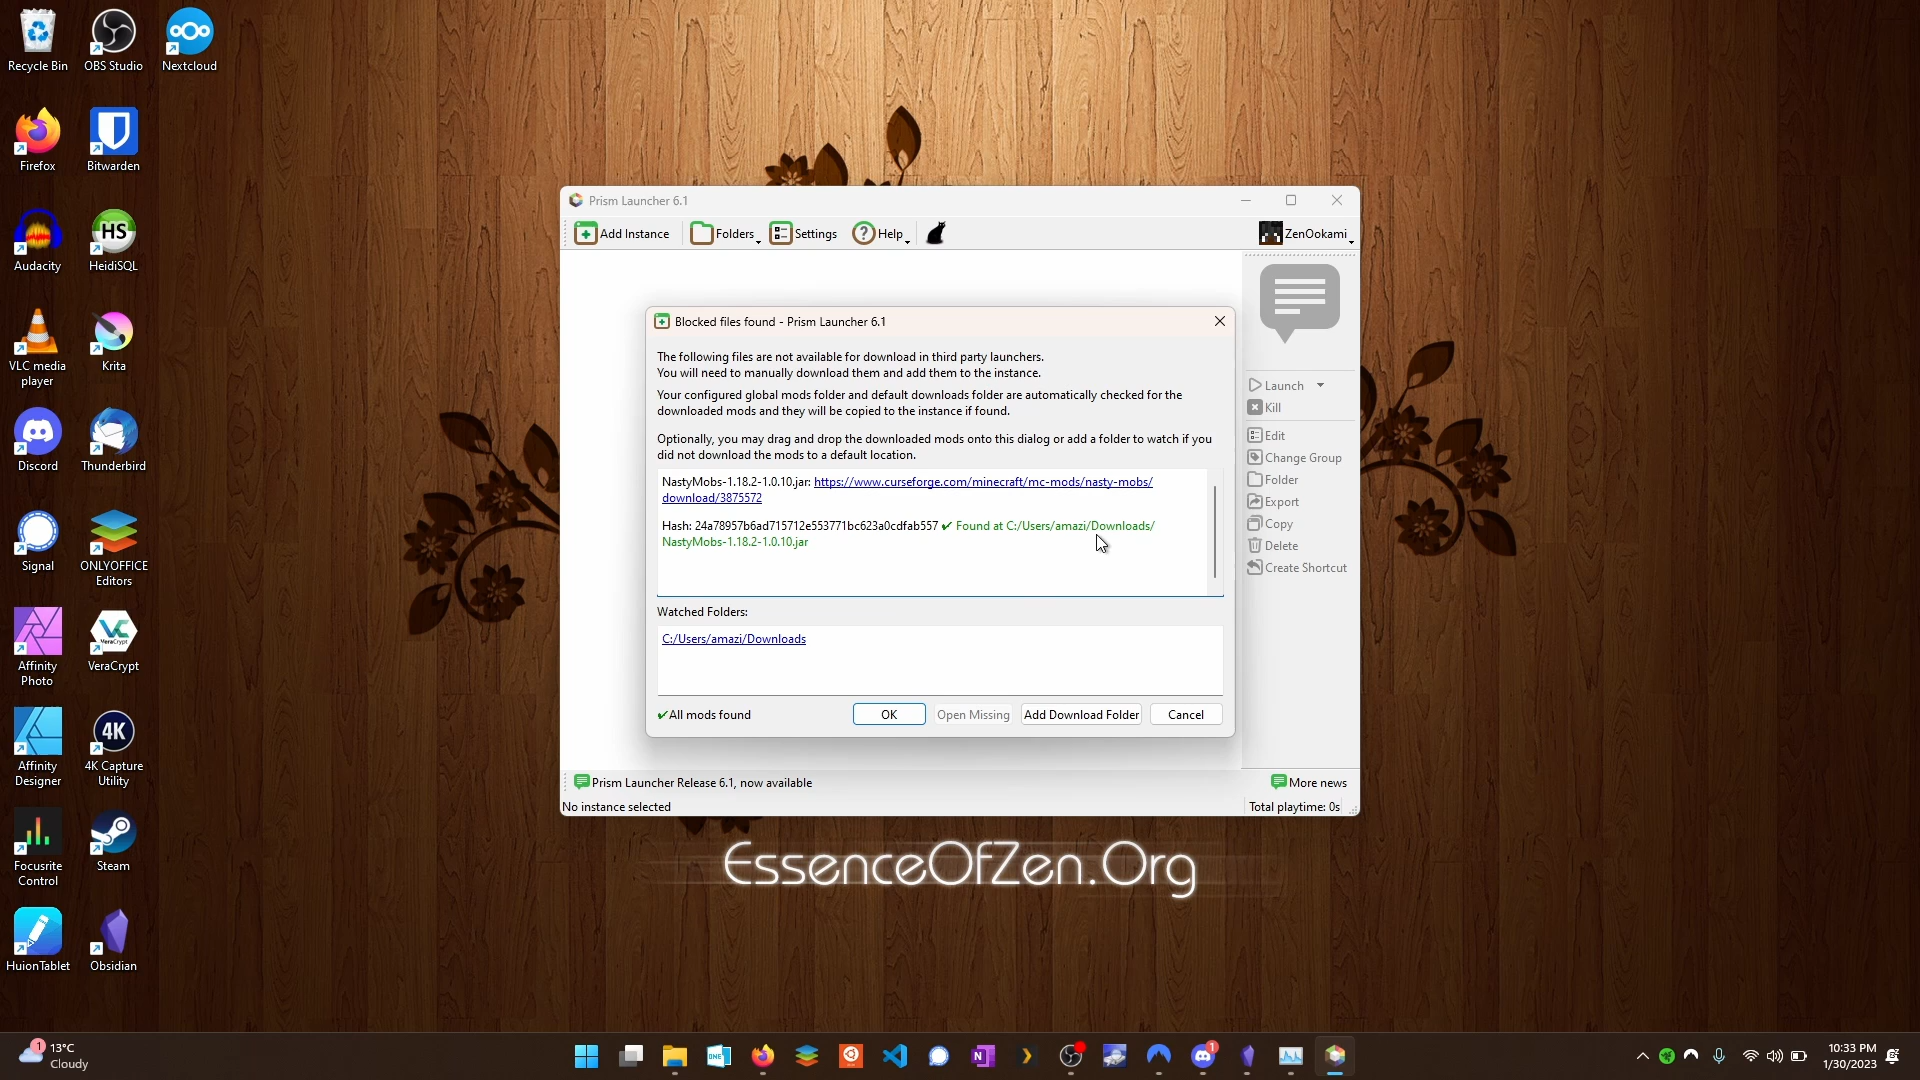 Recycle Bin
OBS Studio
Nextcloud
Firefox
Bitwarden
Audacity
HS
HeidiSQL
VLC media
player
Krita
Discord
Thunderbird
Signal
ONLYOFFICE
Editors
Affinity
Photo
VeraCrypt
VeraCrypt
Affinity
Designer
4K
4K Capture
Utility
Focusrite
Control
Steam
HuionTablet
Obsidian
Prism Launcher 6.1
Add Instance
Folders
Settings
Help
ZenOokami
Blocked files found - Prism Launcher 6.1
The following files are not available for download in third party launchers.
You will need to manually download them and add them to the instance.
Your configured global mods folder and default downloads folder are automatically checked for the
downloaded mods and they will be copied to the instance if found.
Optionally, you may drag and drop the downloaded mods onto this dialog or add a folder to watch if you
did not download the mods to a default location.
NastyMobs-1.18.2-1.0.10.jar: https://www.curseforge.com/minecraft/mc-mods/nasty-mobs/
download/3875572
Hash: 24a78957b6ad715712e553771bc623a0cdfab557 ✔ Found at C:/Users/amazi/Downloads/
NastyMobs-1.18.2-1.0.10.jar
Watched Folders:
C:/Users/amazi/Downloads
✔All mods found
OK
Open Missing
Add Download Folder
Cancel
Launch
Kill
Edit
Change Group
Folder
Export
Copy
Delete
Create Shortcut
Prism Launcher Release 6.1, now available
More news
No instance selected
Total playtime: 0s
EssenceOfZen.Org
1
13°C
Cloudy
ONE
N
1
10:33 PM
1/30/2023